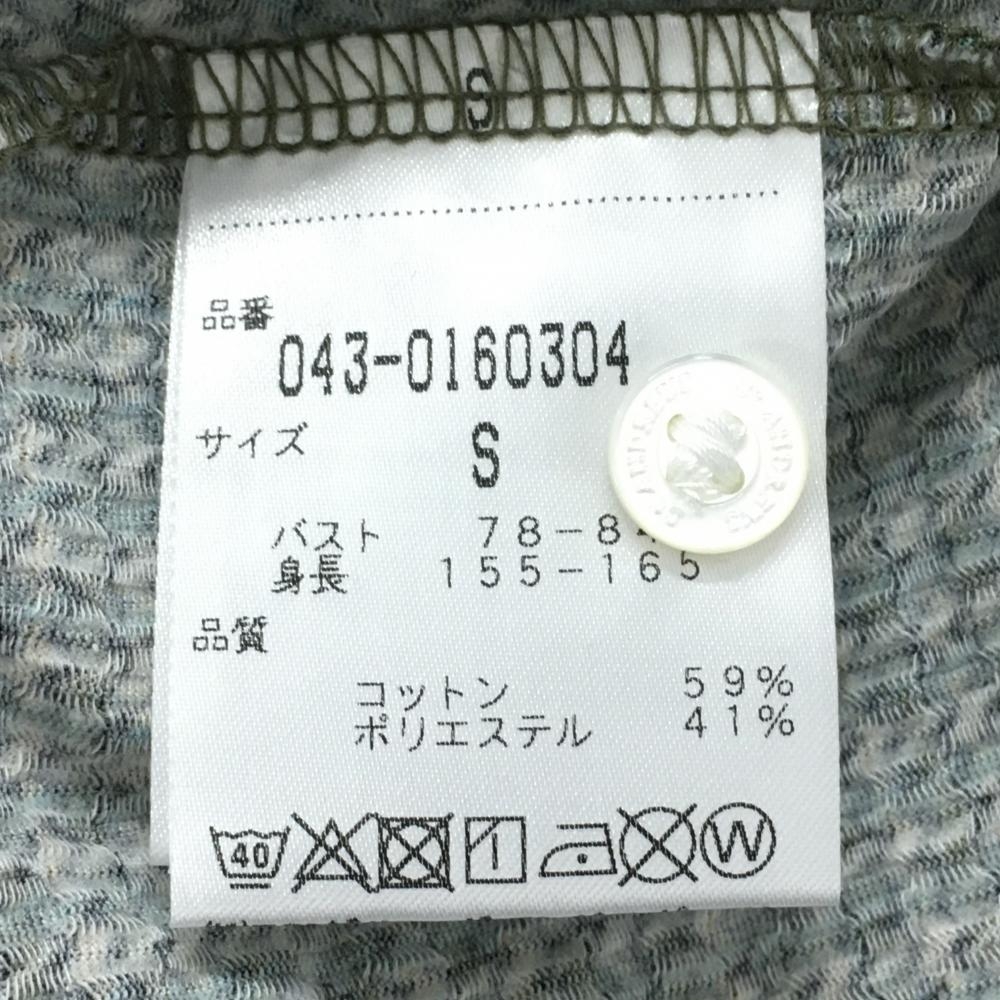 S
品番
043-0160304
サイズ S
バスト 78-84
身長 155-165
品質
コットン 59%
ポリエステル 41%
40 W